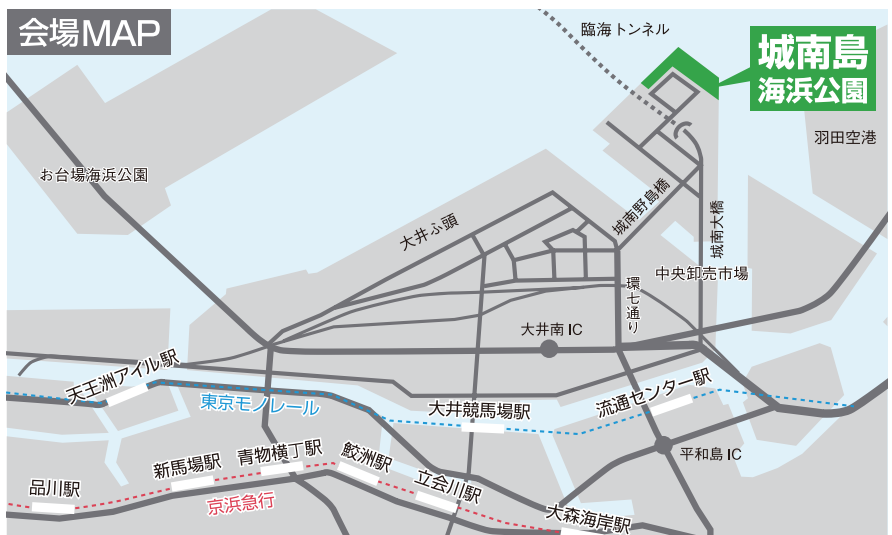 会場MAP
臨海トンネル
城南島
海浜公園
羽田空港
お台場海浜公園
城南野島橋
大井ふ頭
城南大橋
中央卸売市場
環七通り
大井南IC
天王洲アイル駅
東京モノレール
大井競馬場駅
流通センター駅
平和島IC
新馬場駅
青物横丁駅
鮫洲駅
立会川駅
品川駅
京浜急行
大森海岸駅